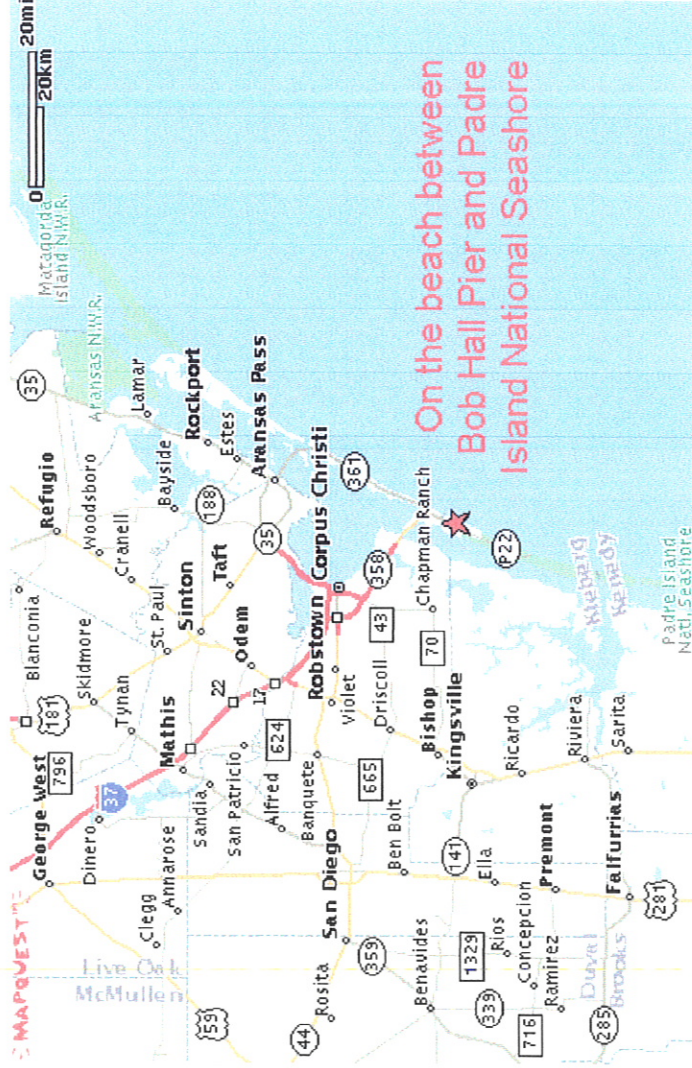 MAPQUEST
0
20mi
20km
Matagorda
Island N.W.R.
Aransas N.W.R.
35
Lamar
Rockport
Estes
Aransas Pass
Refugio
Woodsboro
Cranell
Bayside
188
Blanconia
181
Skidmore
St. Paul
Sinton
Taft
35
Tynan
Odem
Corpus Christi
361
George West
796
37
Dinero
Mathis
22
17
Robstown
358
Sandia
San Patricio
624
Violet
43
Chapman Ranch
Clegg
Annarose
Alfred
Banquete
Driscoll
70
P22
Live Oak
McMullen
665
Bishop
Kingsville
59
San Diego
Ben Bolt
Ricardo
Kleberg
Kenedy
44
Rosita
359
141
Ella
Riviera
Sarita
Padre Island
Natl. Seashore
Benavides
1329
Rios
Concepcion
Premont
339
716
Ramirez
Falfurrias
281
285
Duval
Brooks
On the beach between
Bob Hall Pier and Padre
Island National Seashore